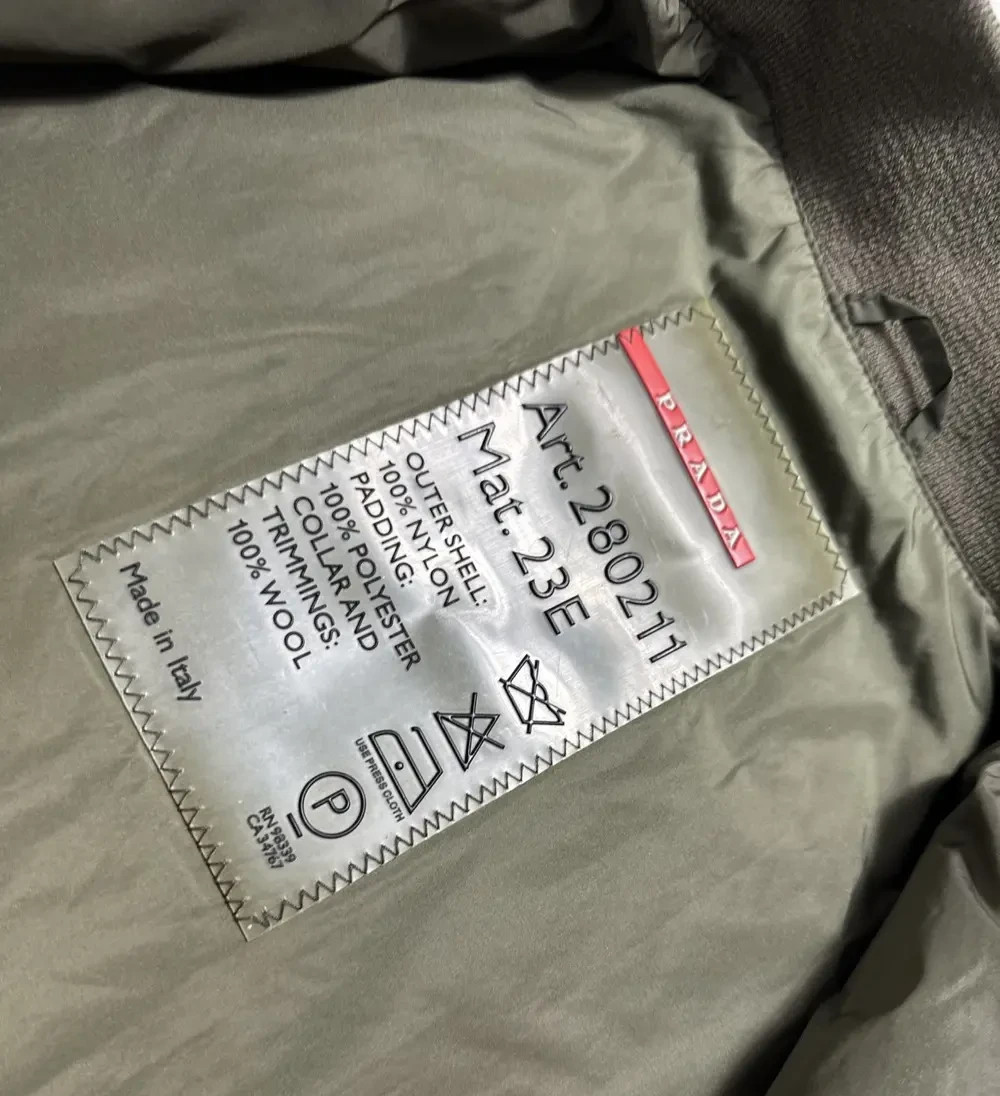 PRADA
Art. 280211
Mat. 23E
OUTER SHELL:
100% NYLON
PADDING:
100% POLYESTER
COLLAR AND
TRIMMINGS:
100% WOOL
Made in Italy
USE PRESS CLOTH
P
RN 98339
CA 34767